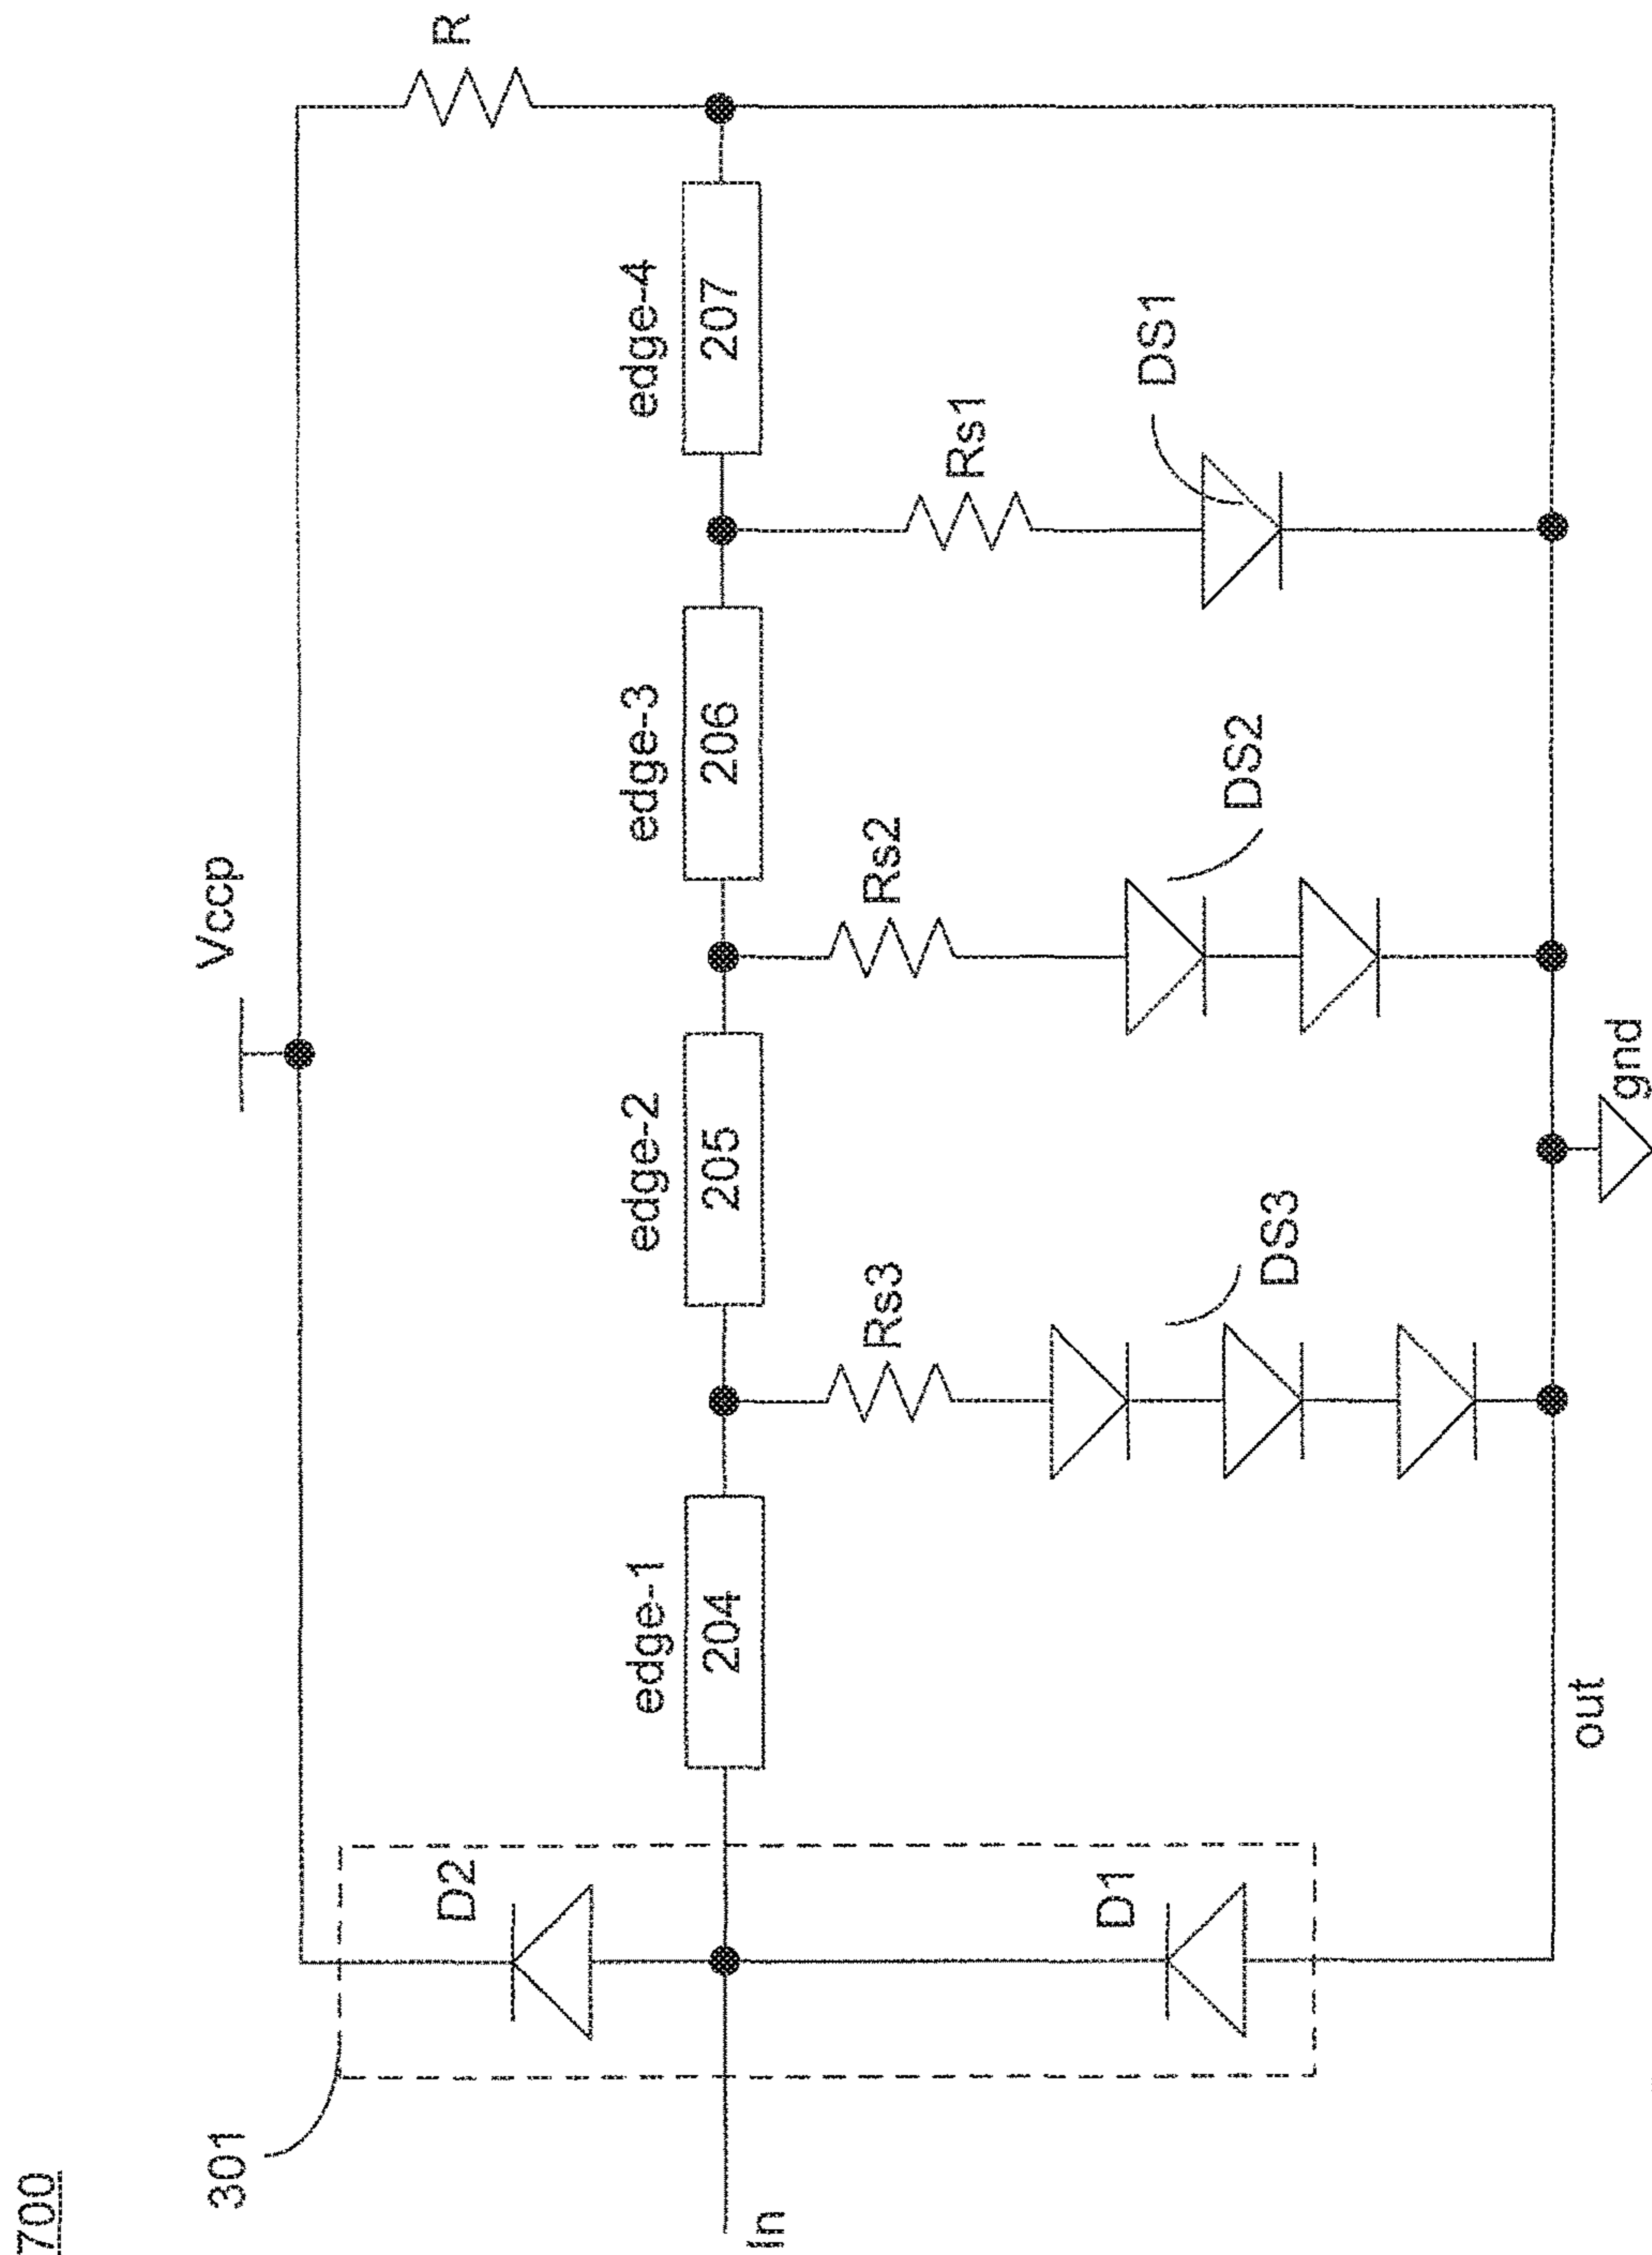 700
301
Vccp
R
D2
edge-1
edge-2
edge-3
edge-4
204
205
206
207
In
Rs3
Rs2
Rs1
D1
DS3
DS2
DS1
out
gnd